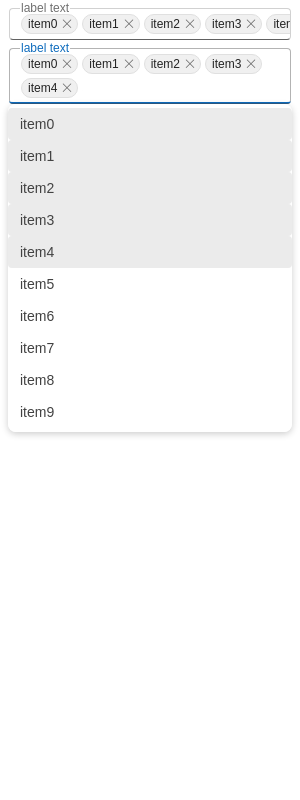 label text
item0 item1 item2 item3 iter
label text
item0 item1 item2 item3
item4
item0
item1
item2
item3
item4
item5
item6
item7
item8
item9